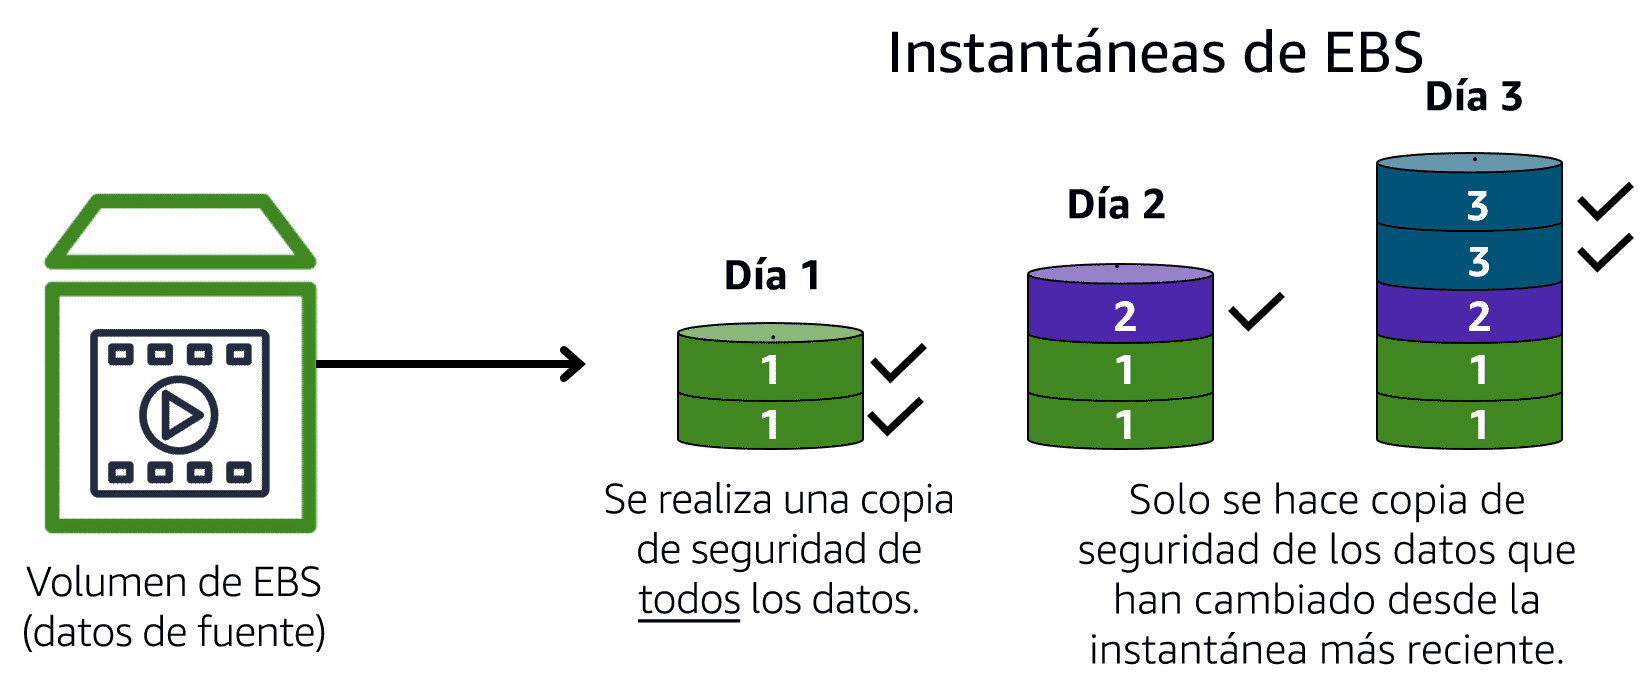 Instantáneas de EBS
Día 1
Día 2
Día 3
1
1
2
1
1
3
3
2
1
1
Volumen de EBS
(datos de fuente)
Se realiza una copia
de seguridad de
todos los datos.
Solo se hace copia de
seguridad de los datos que
han cambiado desde la
instantánea más reciente.